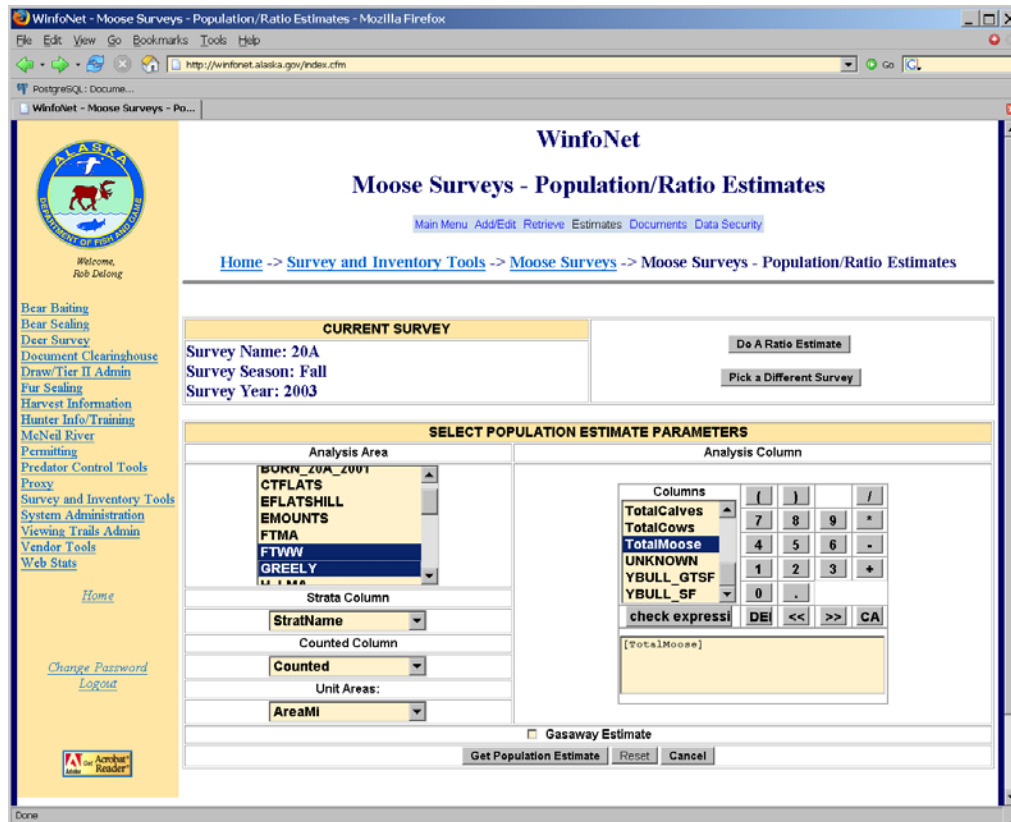 WinfoNet - Moose Surveys - Population/Ratio Estimates - Mozilla Firefox
File Edit View Go Bookmarks Tools Help
http://winfonet.alaska.gov/index.cfm
Go
PostgreSQL: Docume...
WinfoNet - Moose Surveys - Po...
ALASKA
DEPARTMENT OF FISH AND GAME
Welcome,
Rob Delong
Bear Baiting
Bear Sealing
Deer Survey
Document Clearinghouse
Draw/Tier II Admin
Fur Sealing
Harvest Information
Hunter Info/Training
McNeil River
Permitting
Predator Control Tools
Proxy
Survey and Inventory Tools
System Administration
Viewing Trails Admin
Vendor Tools
Web Stats
Home
Change Password
Logout
Get Acrobat®
Adobe Reader®
WinfoNet
Moose Surveys - Population/Ratio Estimates
Main Menu Add/Edit Retrieve Estimates Documents Data Security
Home -> Survey and Inventory Tools -> Moose Surveys -> Moose Surveys - Population/Ratio Estimates
CURRENT SURVEY
Survey Name: 20A
Survey Season: Fall
Survey Year: 2003
Do A Ratio Estimate
Pick a Different Survey
SELECT POPULATION ESTIMATE PARAMETERS
Analysis Area
BURN_20A_2001
CTFLATS
EFLATSHILL
EMOUNTS
FTMA
FTWW
GREELY
Strata Column
StratName
Counted Column
Counted
Unit Areas:
AreaMi
Analysis Column
Columns
TotalCalves
TotalCows
TotalMoose
UNKNOWN
YBULL_GTSF
YBULL_SF
( ) /
7 8 9 *
4 5 6 -
1 2 3 +
0 .
check expressi DEI << >> CA
[TotalMoose]
Gasaway Estimate
Get Population Estimate Reset Cancel
Done